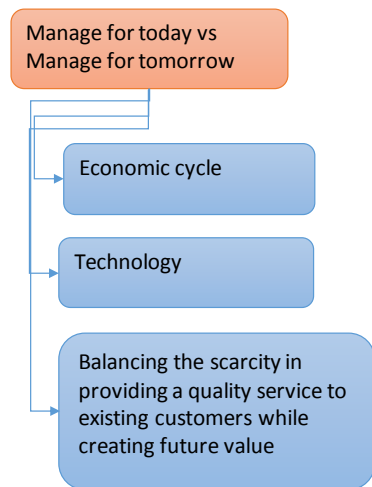 Manage for today vs
Manage for tomorrow
Economic cycle
Technology
Balancing the scarcity in
providing a quality service to
existing customers while
creating future value